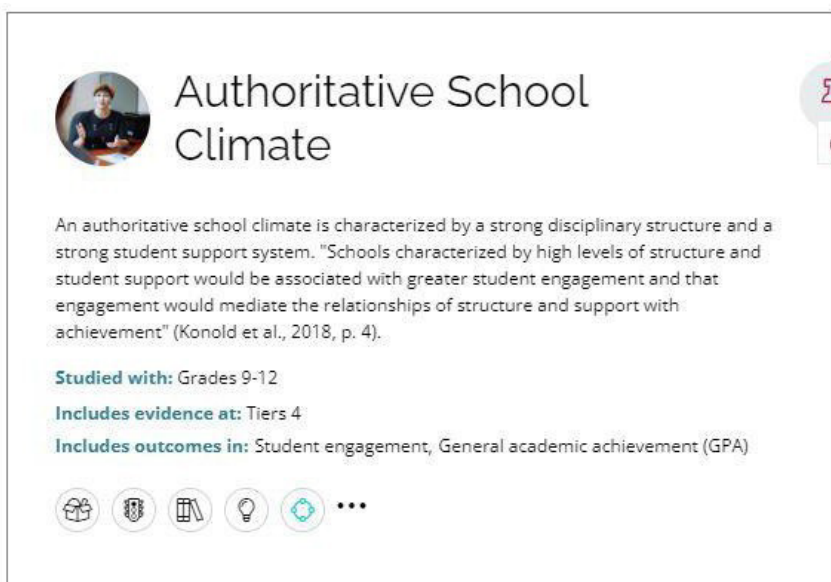 Authoritative School
Climate
An authoritative school climate is characterized by a strong disciplinary structure and a
strong student support system. "Schools characterized by high levels of structure and
student support would be associated with greater student engagement and that
engagement would mediate the relationships of structure and support with
achievement" (Konold et al., 2018, p. 4).
Studied with: Grades 9-12
Includes evidence at: Tiers 4
Includes outcomes in: Student engagement, General academic achievement (GPA)